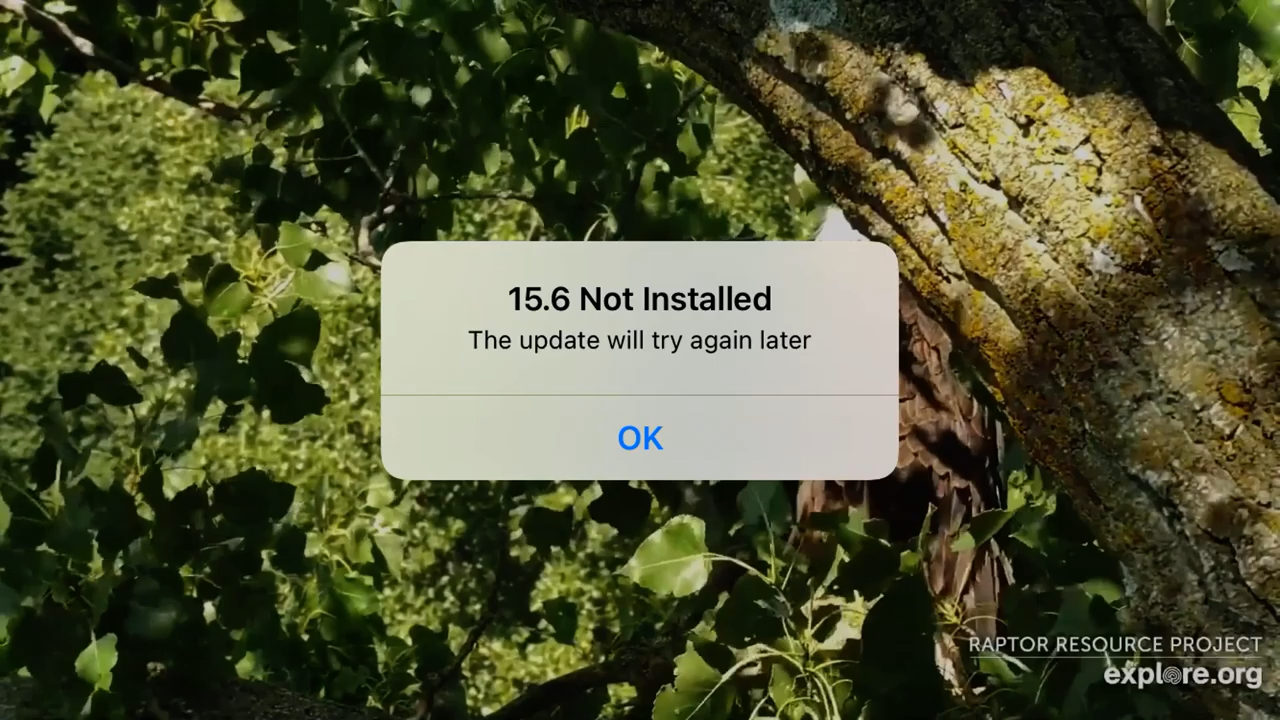 15.6 Not Installed
The update will try again later
OK
RAPTOR RESOURCE PROJECT
explore.org